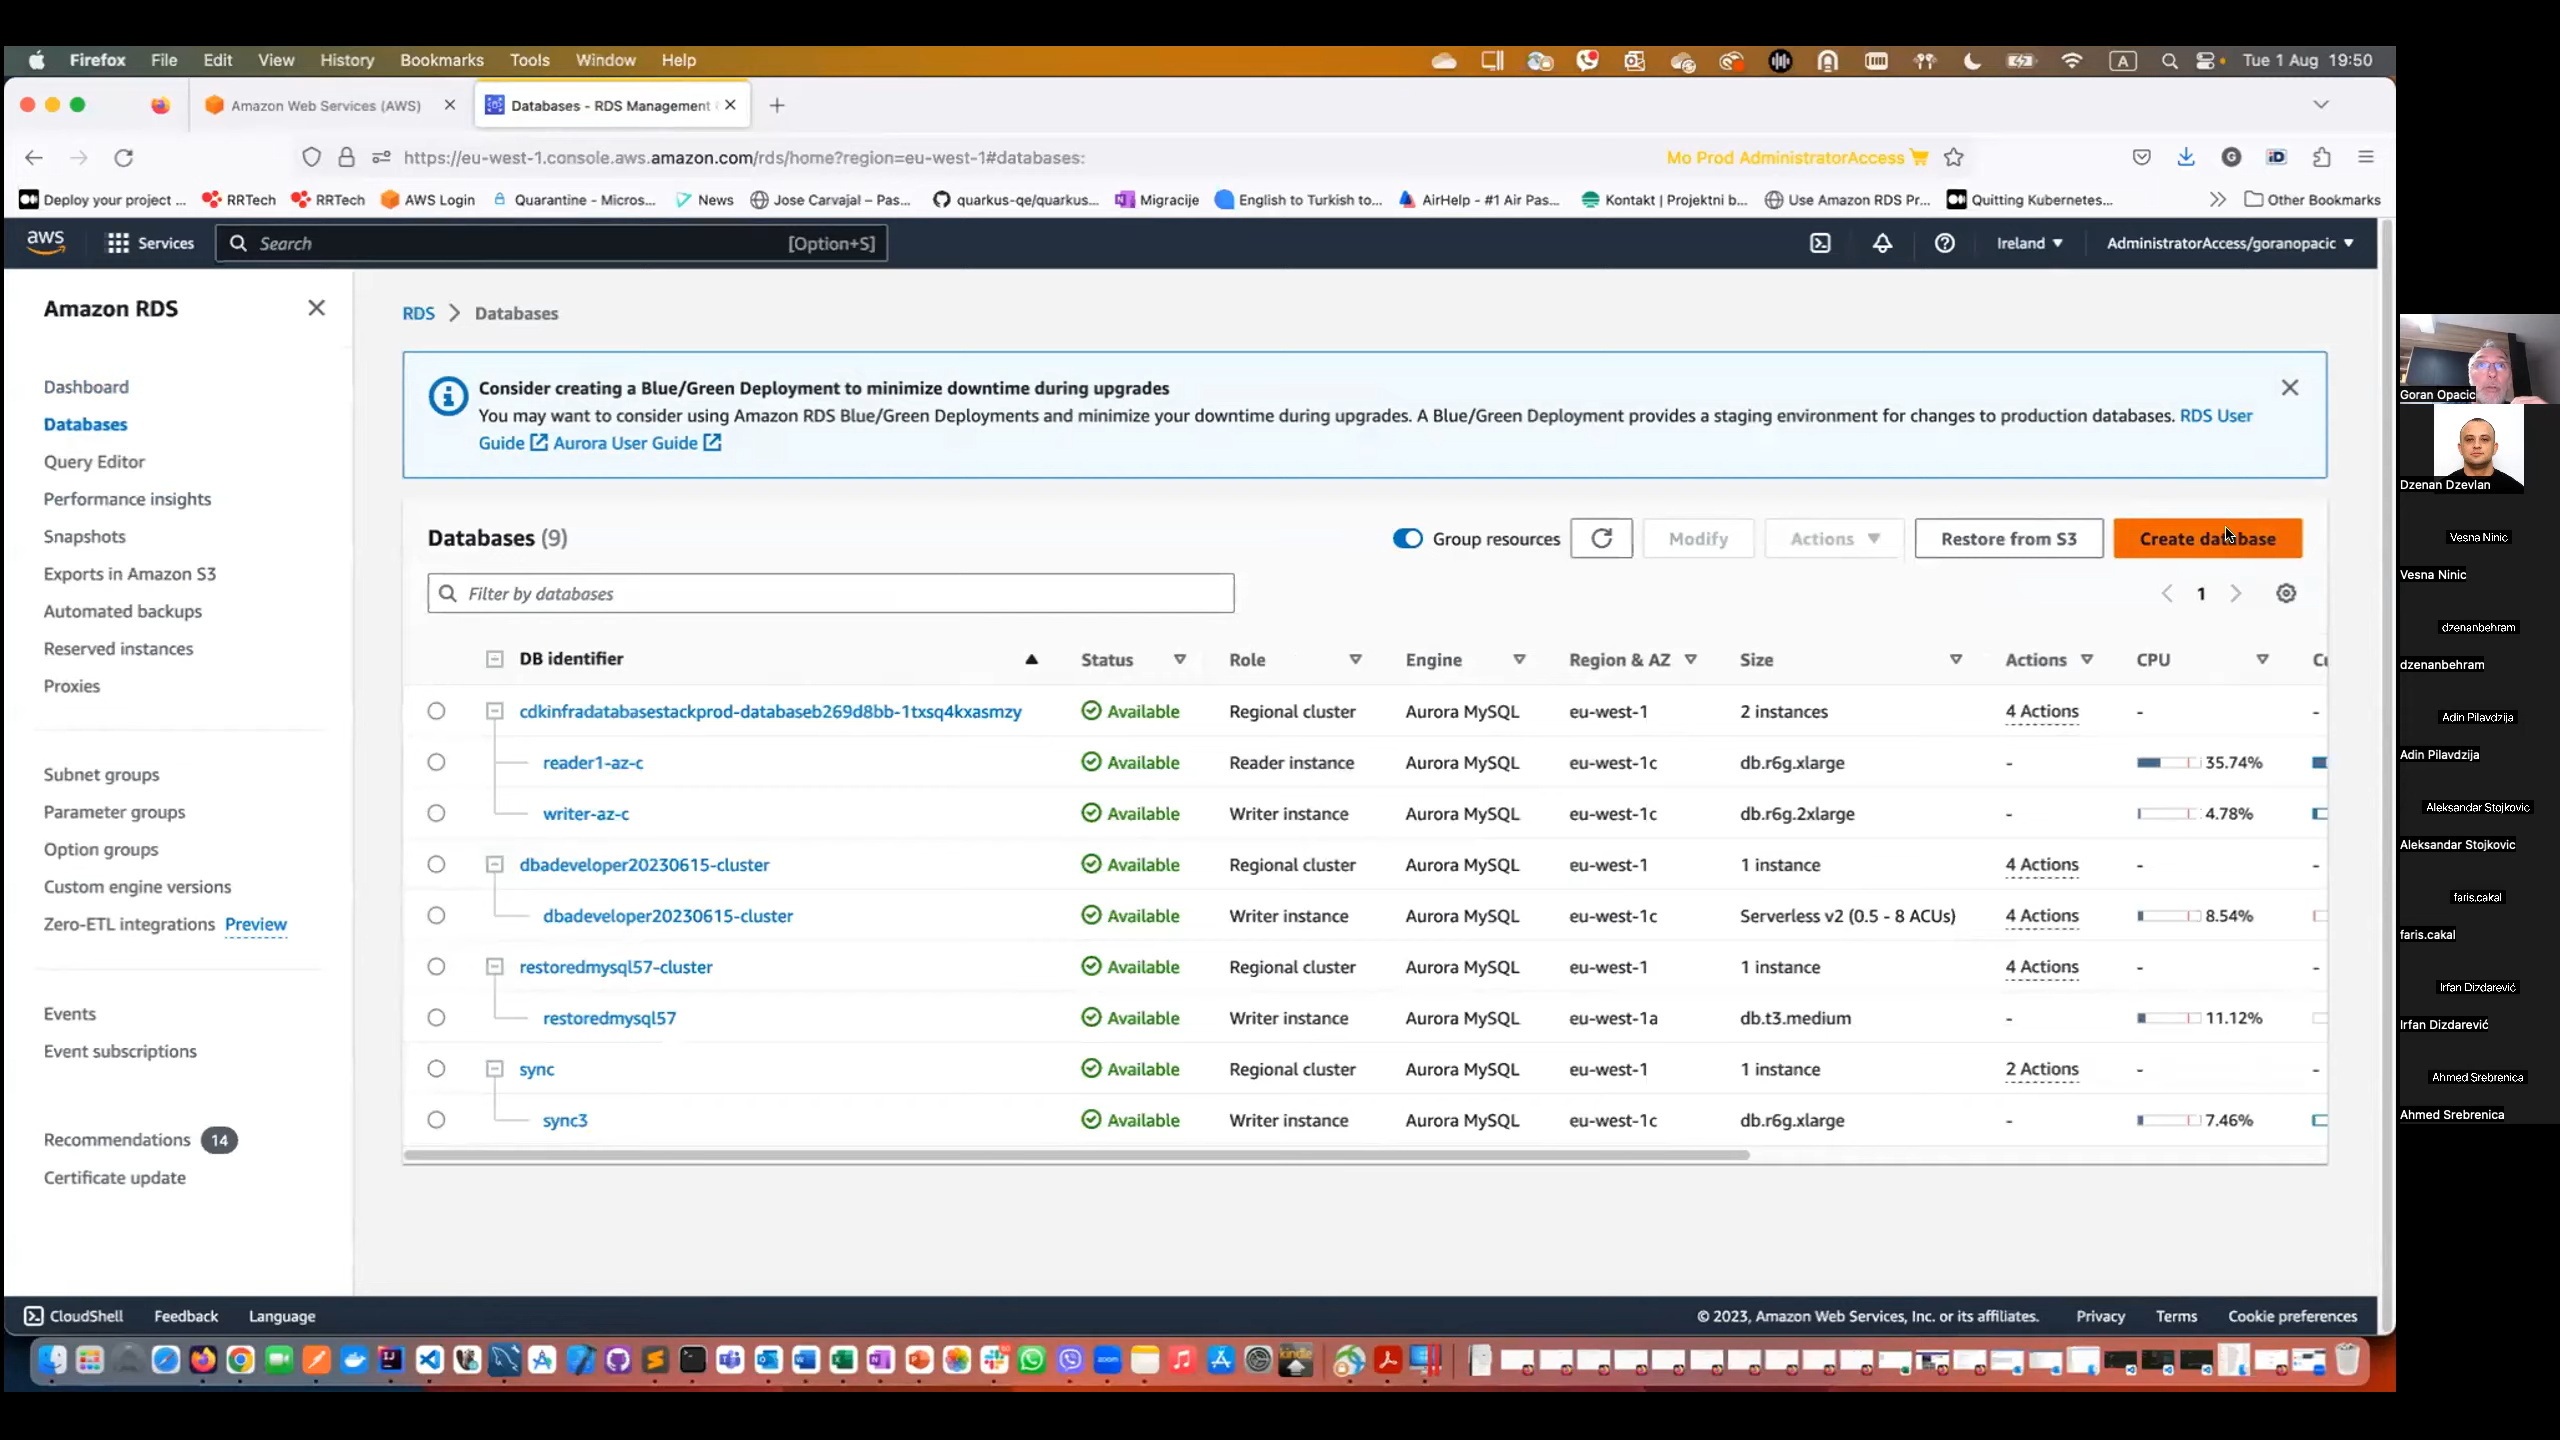 Firefox File Edit View History Bookmarks Tools Window Help
A Tue 1 Aug 19:50
Amazon Web Services (AWS)
Databases - RDS Management
https://eu-west-1.console.aws.amazon.com/rds/home?region=eu-west-1#databases:
Mo Prod AdministratorAccess
Deploy your project ... RRTech RRTech AWS Login Quarantine - Micros... News Jose Carvajal – Pas... quarkus-qe/quarkus... Migracije English to Turkish to... AirHelp - #1 Air Pas... Kontakt | Projektni b... Use Amazon RDS Pr... Quitting Kubernetes... Other Bookmarks
aws Services Search [Option+S] Ireland AdministratorAccess/goranopacic
Amazon RDS
Dashboard
Databases
Query Editor
Performance insights
Snapshots
Exports in Amazon S3
Automated backups
Reserved instances
Proxies
Subnet groups
Parameter groups
Option groups
Custom engine versions
Zero-ETL integrations Preview
Events
Event subscriptions
Recommendations 14
Certificate update
RDS Databases
Consider creating a Blue/Green Deployment to minimize downtime during upgrades
You may want to consider using Amazon RDS Blue/Green Deployments and minimize your downtime during upgrades. A Blue/Green Deployment provides a staging environment for changes to production databases. RDS User
Guide Aurora User Guide
Databases (9) Group resources Modify Actions Restore from S3 Create database
Filter by databases 1
DB identifier Status Role Engine Region & AZ Size Actions CPU
cdkinfradatabasestackprod-databaseb269d8bb-1txsq4kxasmzy Available Regional cluster Aurora MySQL eu-west-1 2 instances 4 Actions - -
reader1-az-c Available Reader instance Aurora MySQL eu-west-1c db.r6g.xlarge - 35.74%
writer-az-c Available Writer instance Aurora MySQL eu-west-1c db.r6g.2xlarge - 4.78%
dbadeveloper20230615-cluster Available Regional cluster Aurora MySQL eu-west-1 1 instance 4 Actions - -
dbadeveloper20230615-cluster Available Writer instance Aurora MySQL eu-west-1c Serverless v2 (0.5 - 8 ACUs) 4 Actions 8.54%
restoredmysql57-cluster Available Regional cluster Aurora MySQL eu-west-1 1 instance 4 Actions - -
restoredmysql57 Available Writer instance Aurora MySQL eu-west-1a db.t3.medium - 11.12%
sync Available Regional cluster Aurora MySQL eu-west-1 1 instance 2 Actions - -
sync3 Available Writer instance Aurora MySQL eu-west-1c db.r6g.xlarge - 7.46%
CloudShell Feedback Language © 2023, Amazon Web Services, Inc. or its affiliates. Privacy Terms Cookie preferences
zoom
kindle
Goran Opacic
Dzenan Dzevlan
Vesna Ninic
Vesna Ninic
dzenanbehram
dzenanbehram
Adin Pilavdzija
Adin Pilavdzija
Aleksandar Stojkovic
Aleksandar Stojkovic
faris.cakal
faris.cakal
Irfan Dizdarević
Irfan Dizdarević
Ahmed Srebrenica
Ahmed Srebrenica